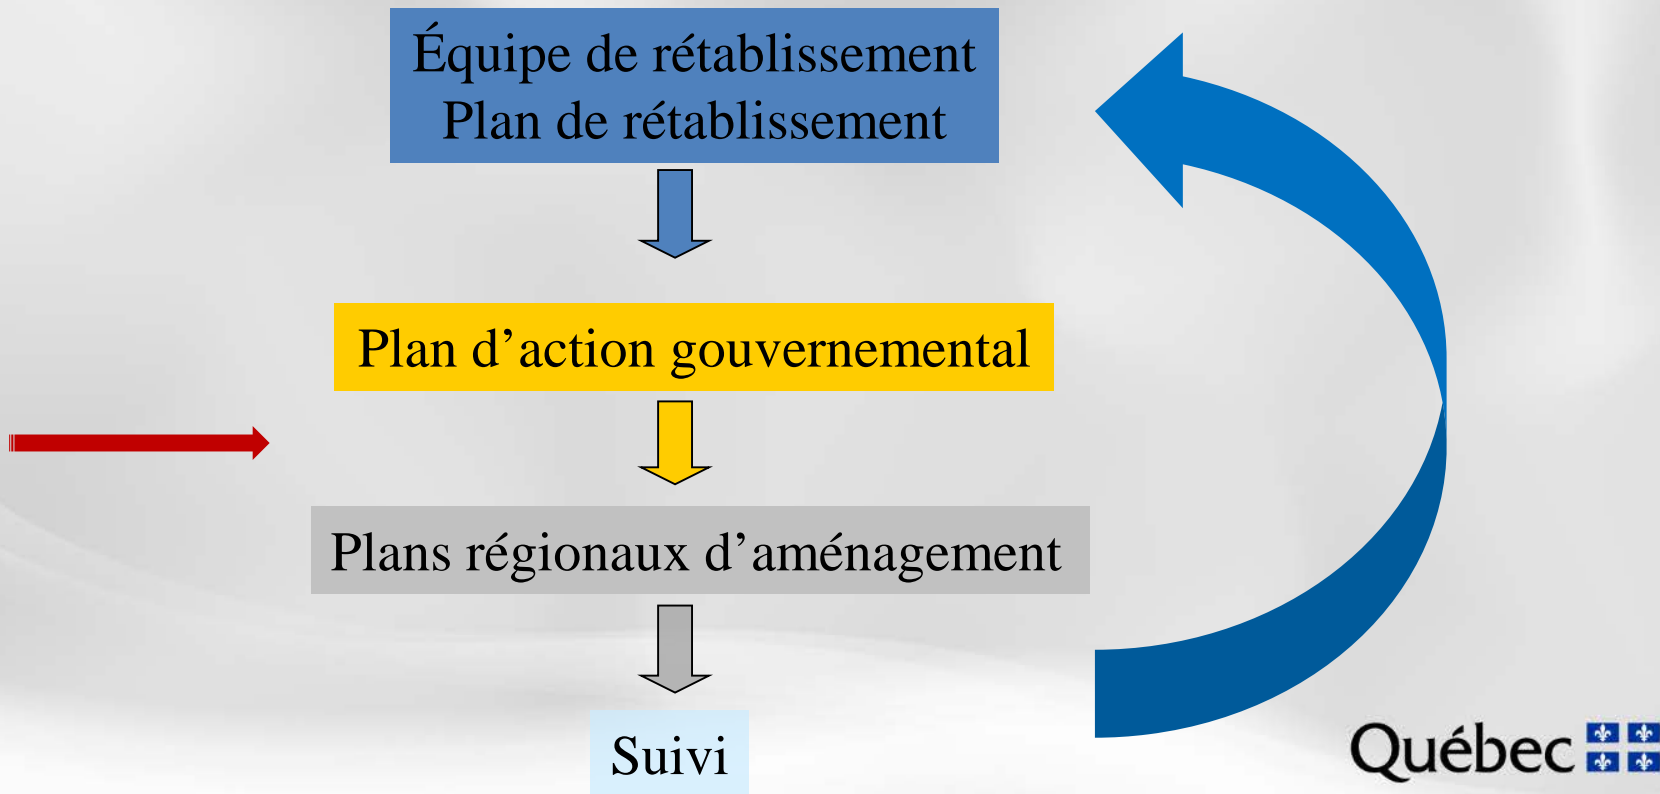 Équipe de rétablissement
Plan de rétablissement
Plan d’action gouvernemental
Plans régionaux d’aménagement
Suivi
Québec